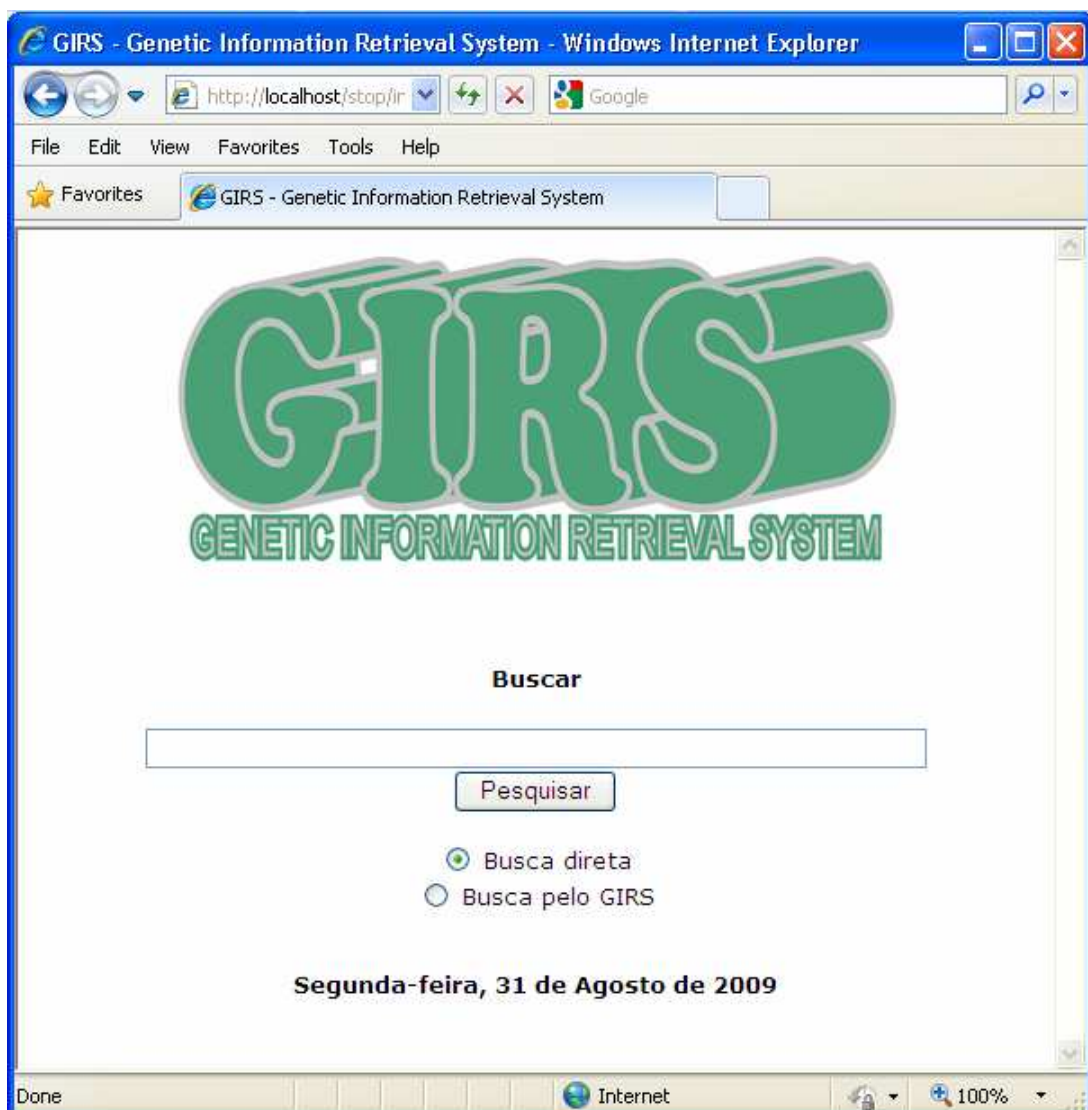 GIRS - Genetic Information Retrieval System - Windows Internet Explorer
http://localhost/stop/ir
Google
File Edit View Favorites Tools Help
Favorites
GIRS - Genetic Information Retrieval System
GIRS
GENETIC INFORMATION RETRIEVAL SYSTEM
Buscar
Pesquisar
Busca direta
Busca pelo GIRS
Segunda-feira, 31 de Agosto de 2009
Done Internet 100%